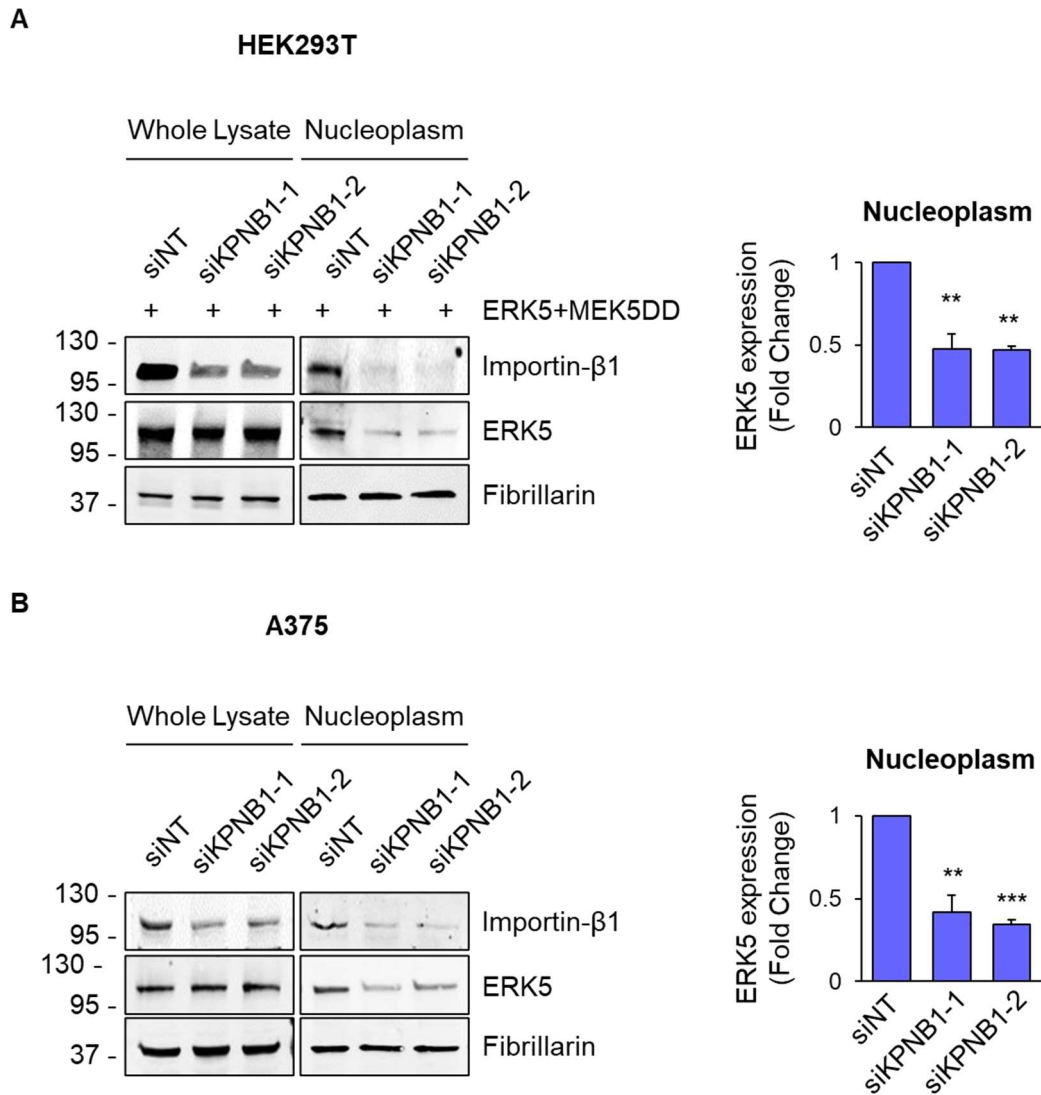 A
HEK293T
Whole Lysate Nucleoplasm
siNT siKPNB1-1 siKPNB1-2 siNT siKPNB1-1 siKPNB1-2
+ + + + + + ERK5+MEK5DD
130 -
95 -
Importin-β1
130 -
95 -
ERK5
37 -
Fibrillarin
Nucleoplasm
ERK5 expression
(Fold Change)
1
0.5
0
** **
siNT siKPNB1-1 siKPNB1-2
B
A375
Whole Lysate Nucleoplasm
siNT siKPNB1-1 siKPNB1-2 siNT siKPNB1-1 siKPNB1-2
130 -
95 -
Importin-β1
130 -
95 -
ERK5
37 -
Fibrillarin
Nucleoplasm
ERK5 expression
(Fold Change)
1
0.5
0
** ***
siNT siKPNB1-1 siKPNB1-2